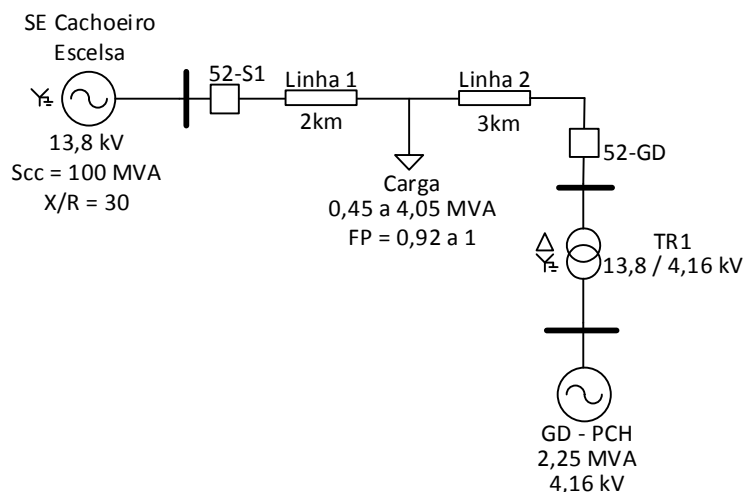 SE Cachoeiro
Escelsa
13,8 kV
Scc = 100 MVA
X/R = 30
52-S1
Linha 1
2km
Carga
0,45 a 4,05 MVA
FP = 0,92 a 1
Linha 2
3km
52-GD
TR1
13,8 / 4,16 kV
GD - PCH
2,25 MVA
4,16 kV